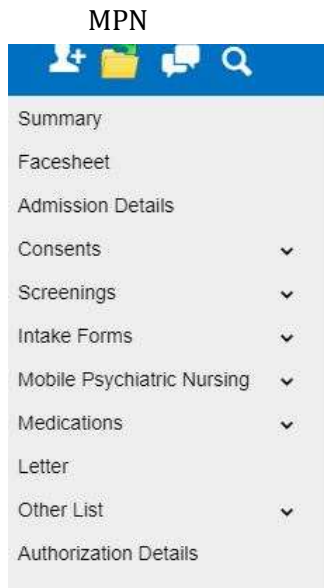 MPN
Summary
Facesheet
Admission Details
Consents
Screenings
Intake Forms
Mobile Psychiatric Nursing
Medications
Letter
Other List
Authorization Details